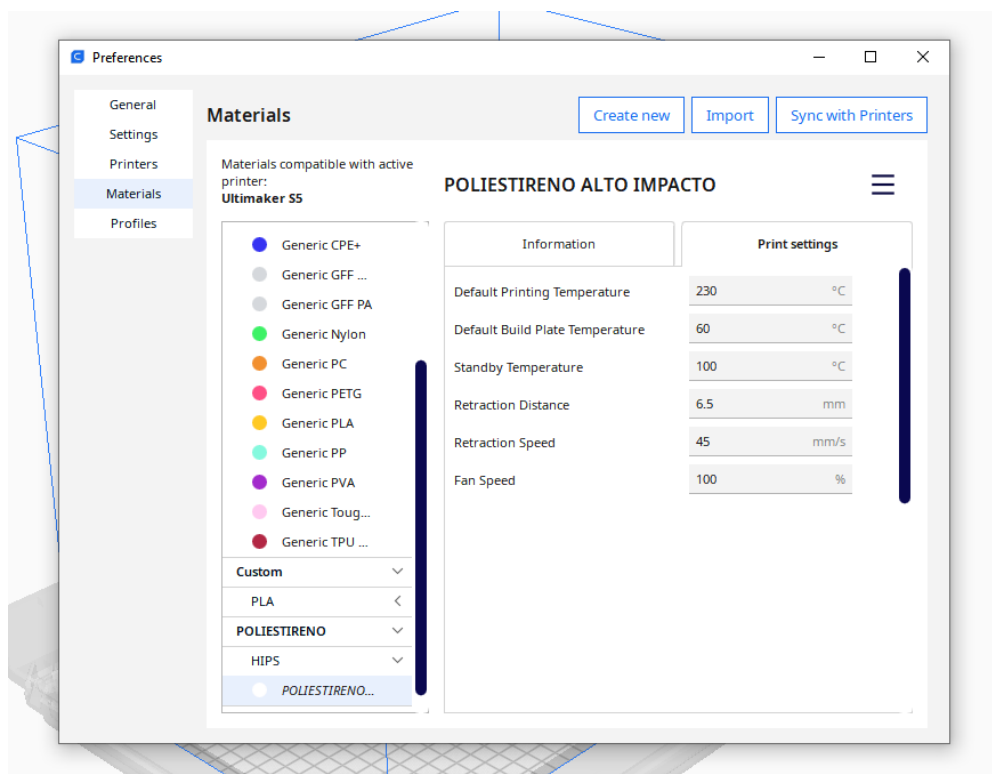 Preferences
General
Settings
Printers
Materials
Profiles
Materials
Create new
Import
Sync with Printers
Materials compatible with active
printer:
Ultimaker S5
Generic CPE+
Generic GFF ...
Generic GFF PA
Generic Nylon
Generic PC
Generic PETG
Generic PLA
Generic PP
Generic PVA
Generic Toug...
Generic TPU ...
Custom
PLA
POLIESTIRENO
HIPS
POLIESTIRENO...
POLIESTIRENO ALTO IMPACTO
Information
Print settings
Default Printing Temperature 230 °C
Default Build Plate Temperature 60 °C
Standby Temperature 100 °C
Retraction Distance 6.5 mm
Retraction Speed 45 mm/s
Fan Speed 100 %